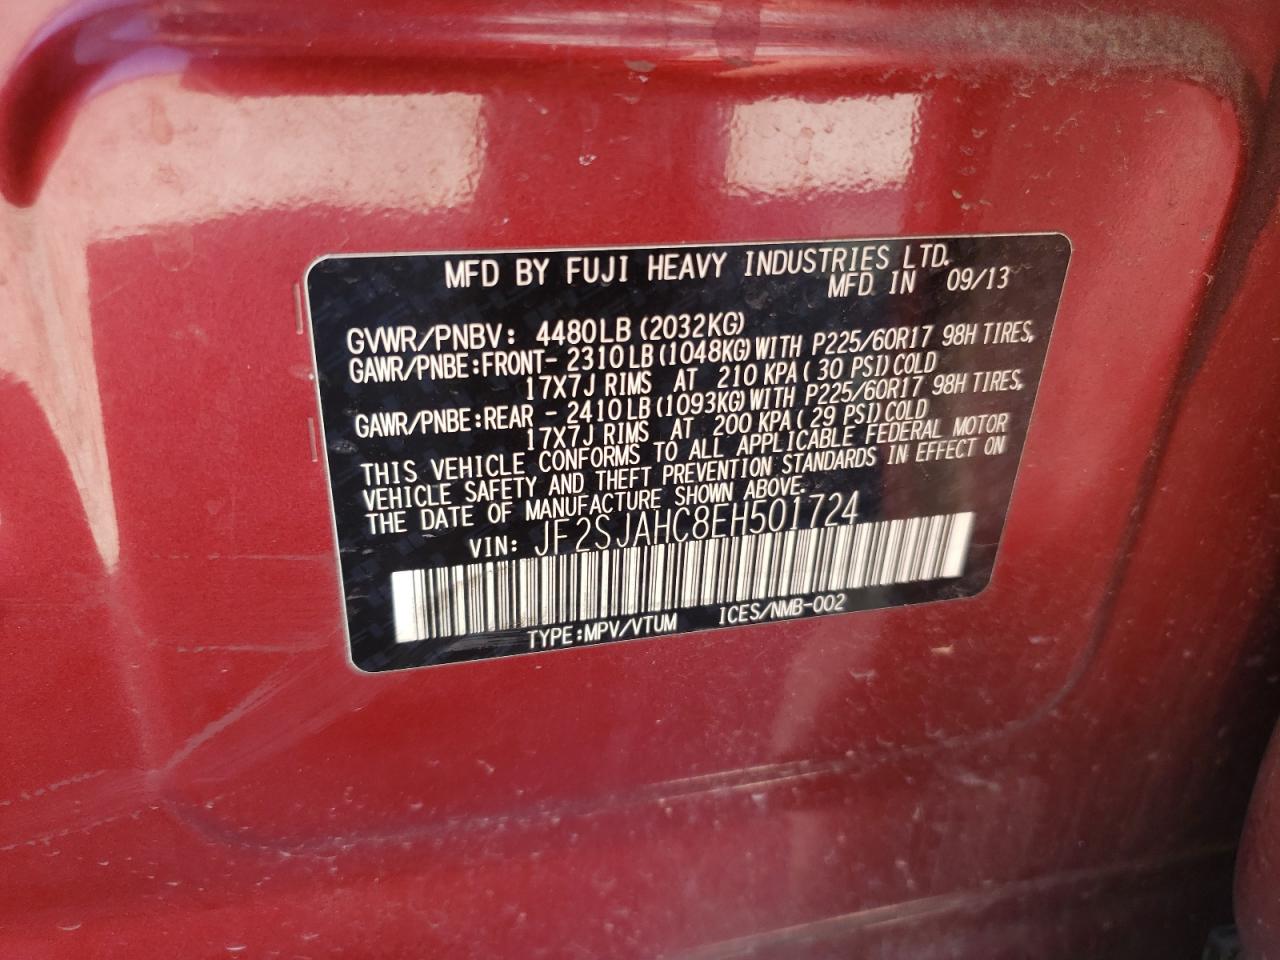 MFD BY FUJI HEAVY INDUSTRIES LTD.
MFD IN 09/13
GVWR/PNBV: 4480LB (2032KG)
GAWR/PNBE:FRONT- 2310LB (1048KG) WITH P225/60R17 98H TIRES,
17X7J RIMS AT 210 KPA ( 30 PSI) COLD
GAWR/PNBE:REAR - 2410LB (1093KG) WITH P225/60R17 98H TIRES,
17X7J RIMS AT 200 KPA ( 29 PSI) COLD
THIS VEHICLE CONFORMS TO ALL APPLICABLE FEDERAL MOTOR
VEHICLE SAFETY AND THEFT PREVENTION STANDARDS IN EFFECT ON
THE DATE OF MANUFACTURE SHOWN ABOVE.
VIN: JF2SJAHC8EH501724
TYPE:MPV/VTUM ICES/NMB-002